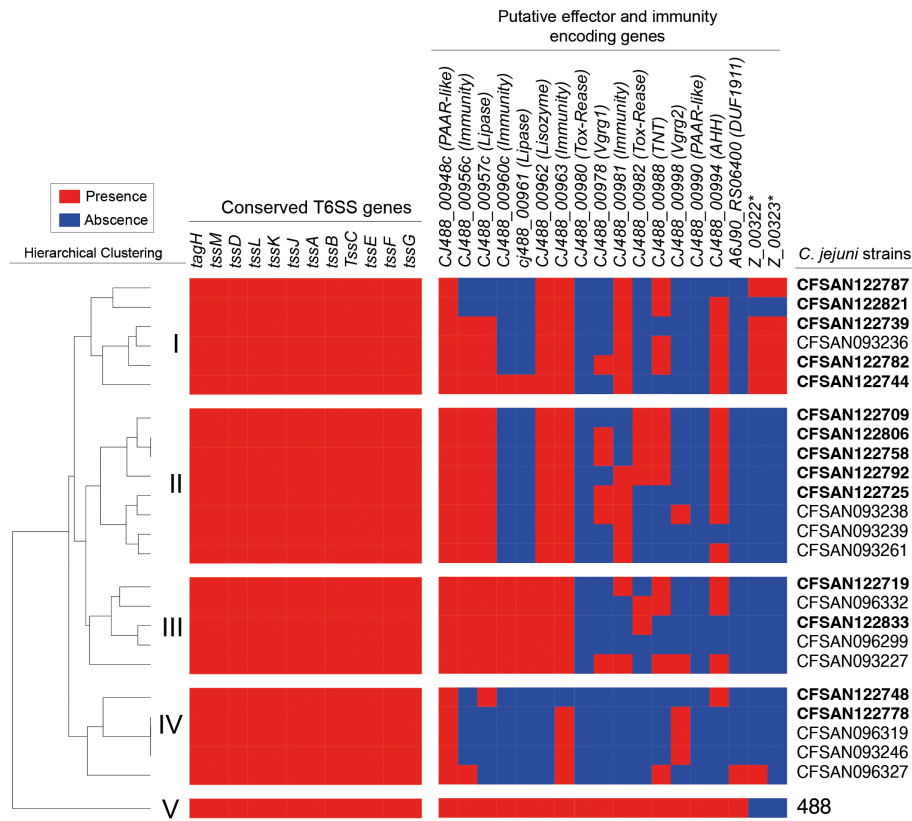 Putative effector and immunity
encoding genes
CJ488_00948c (PAAR-like)
CJ488_00956c (Immunity)
CJ488_00957c (Lipase)
CJ488_00960c (Immunity)
cj488_00961 (Lipase)
CJ488_00962 (Lisozyme)
CJ488_00963 (Immunity)
CJ488_00980 (Tox-Rease)
CJ488_00978 (Vgrg1)
CJ488_00981 (Immunity)
CJ488_00982 (Tox-Rease)
CJ488_00988 (TNT)
CJ488_00998 (Vgrg2)
CJ488_00990 (PAAR-like)
CJ488_00994 (AHH)
A6J90_RS06400 (DUF1911)
Z_00322*
Z_00323*
Presence
Abscence
Conserved T6SS genes
Hierarchical Clustering
tagH
tssM
tssD
tssL
tssK
tssJ
tssA
tssB
TssC
tssE
tssF
tssG
C. jejuni strains
I
CFSAN122787
CFSAN122821
CFSAN122739
CFSAN093236
CFSAN122782
CFSAN122744
II
CFSAN122709
CFSAN122806
CFSAN122758
CFSAN122792
CFSAN122725
CFSAN093238
CFSAN093239
CFSAN093261
III
CFSAN122719
CFSAN096332
CFSAN122833
CFSAN096299
CFSAN093227
IV
CFSAN122748
CFSAN122778
CFSAN096319
CFSAN093246
CFSAN096327
V
488